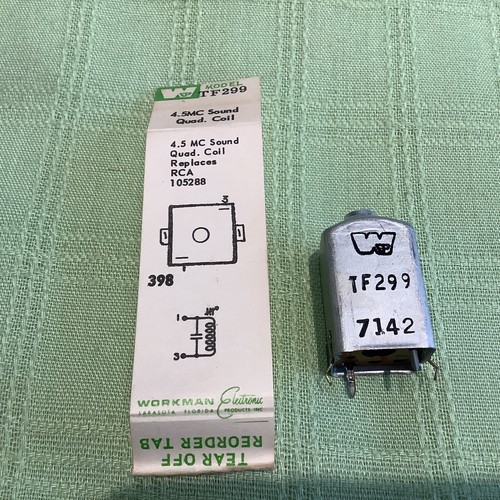 W
MODEL
TF299
4.5MC Sound
Quad. Coil
4.5 MC Sound
Quad. Coil
Replaces
RCA
105288
3
1
398
1
3
WORKMAN Electronic
SARASOTA FLORIDA PRODUCTS INC
TEAR OFF
REORDER TAB
W
TF299
7142